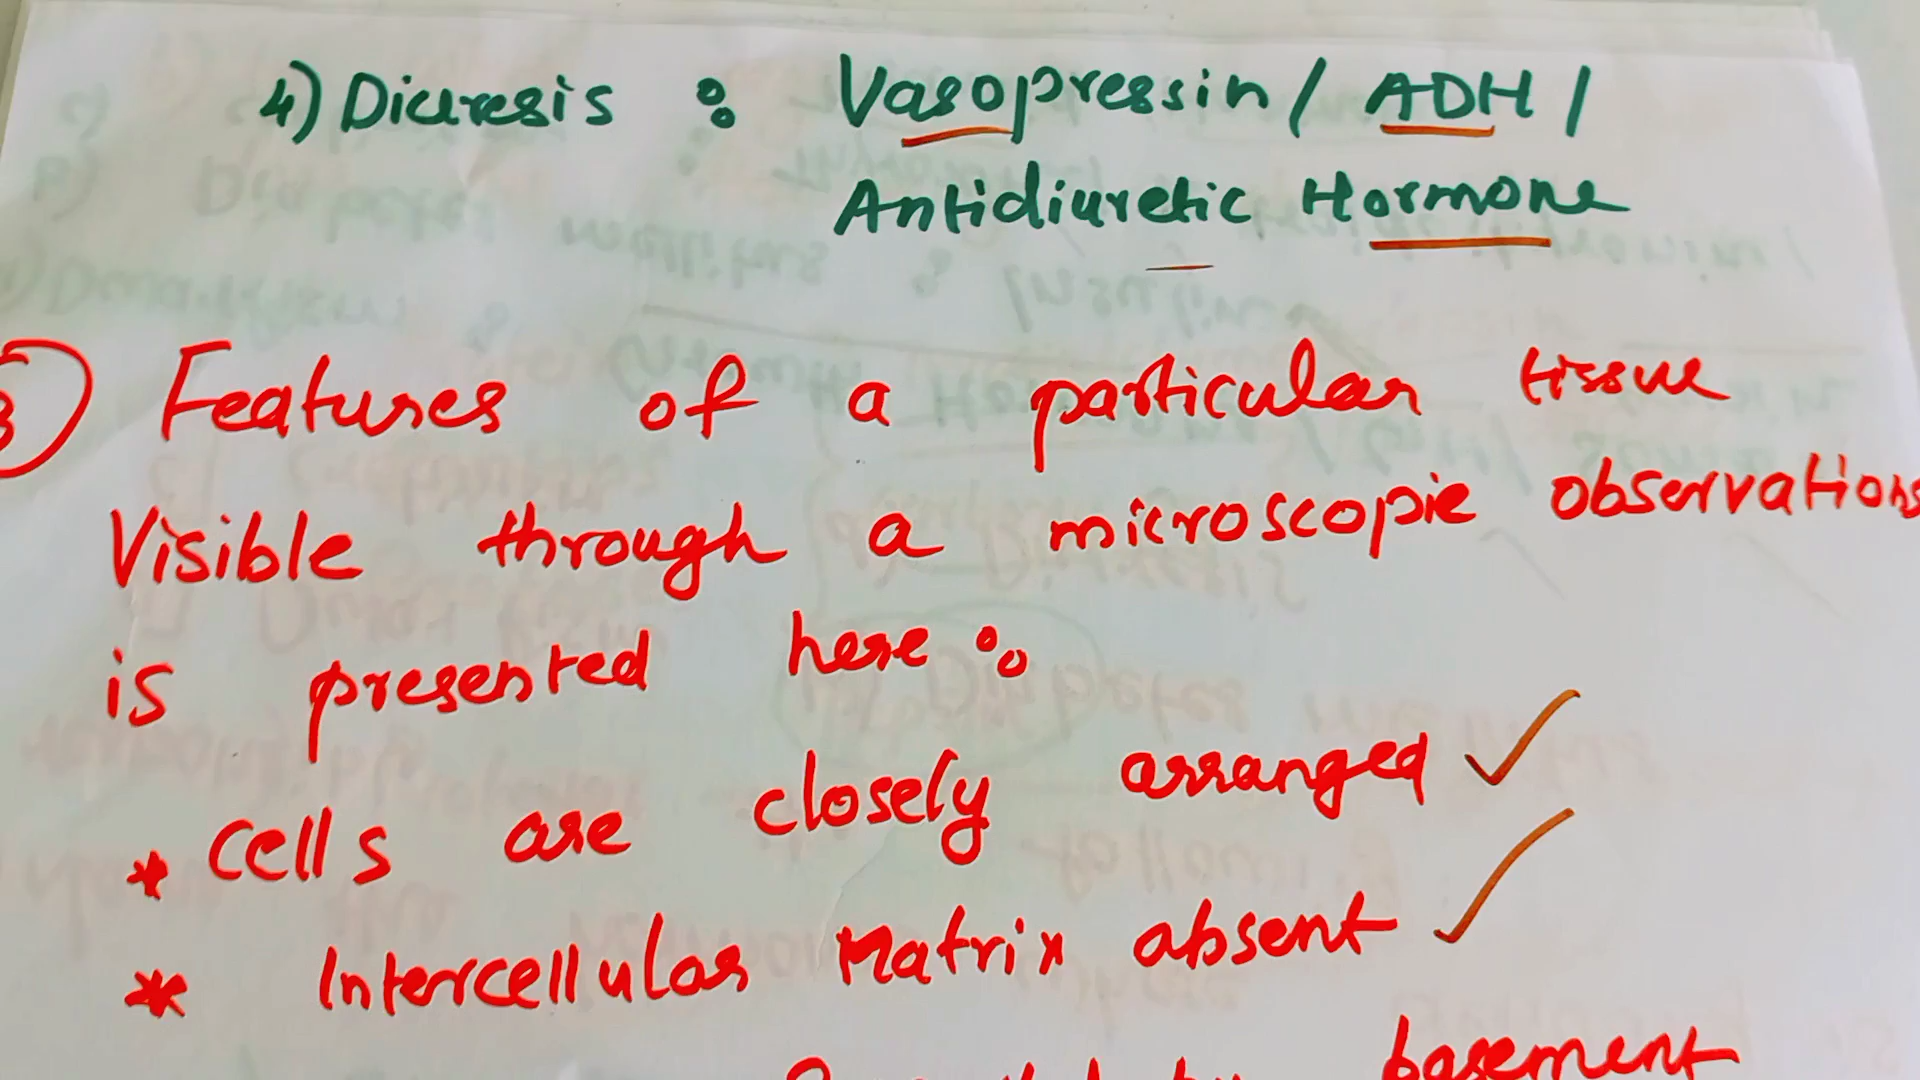 4) Diuresis : Vasopressin / ADH /
Antidiuretic Hormone
3) Features of a particular tissue
Visible through a microscopic observations
is presented here :
* Cells are closely arranged ✓
* Intercellular Matrix absent ✓
basement